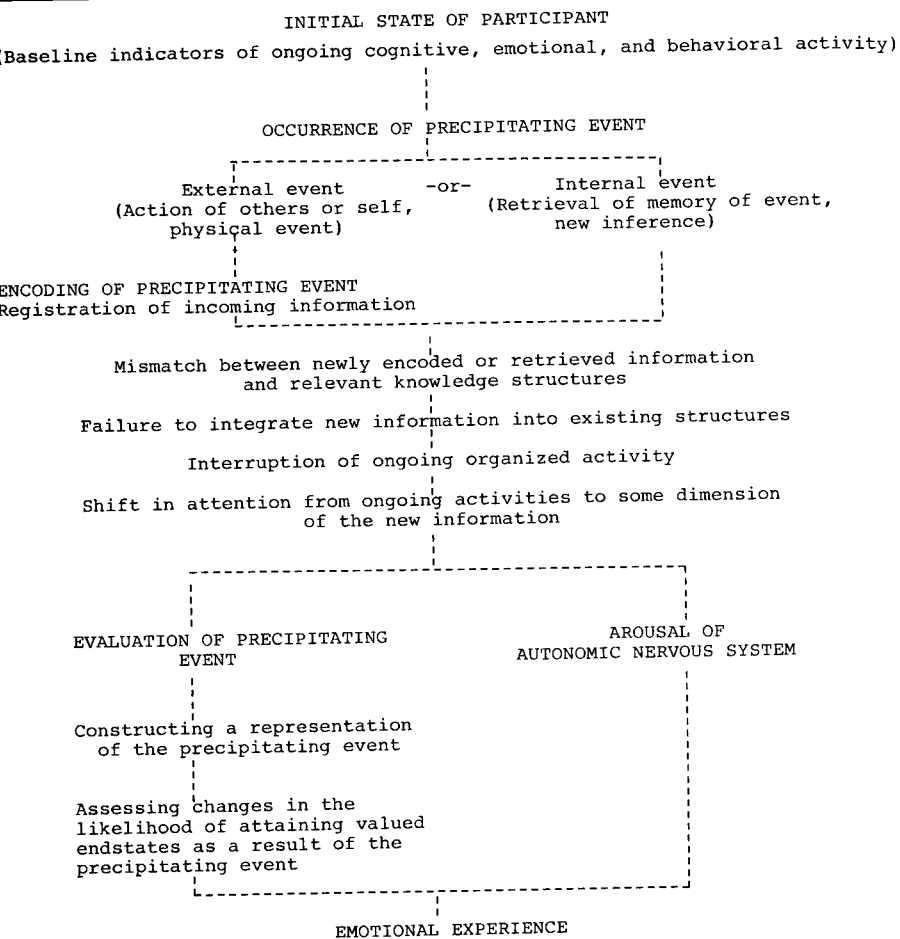 INITIAL STATE OF PARTICIPANT
(Baseline indicators of ongoing cognitive, emotional, and behavioral activity)
OCCURRENCE OF PRECIPITATING EVENT
External event -or- Internal event
(Action of others or self, (Retrieval of memory of event,
physical event) new inference)
ENCODING OF PRECIPITATING EVENT
Registration of incoming information
Mismatch between newly encoded or retrieved information
and relevant knowledge structures
Failure to integrate new information into existing structures
Interruption of ongoing organized activity
Shift in attention from ongoing activities to some dimension
of the new information
EVALUATION OF PRECIPITATING
EVENT
AROUSAL OF
AUTONOMIC NERVOUS SYSTEM
Constructing a representation
of the precipitating event
Assessing changes in the
likelihood of attaining valued
endstates as a result of the
precipitating event
EMOTIONAL EXPERIENCE